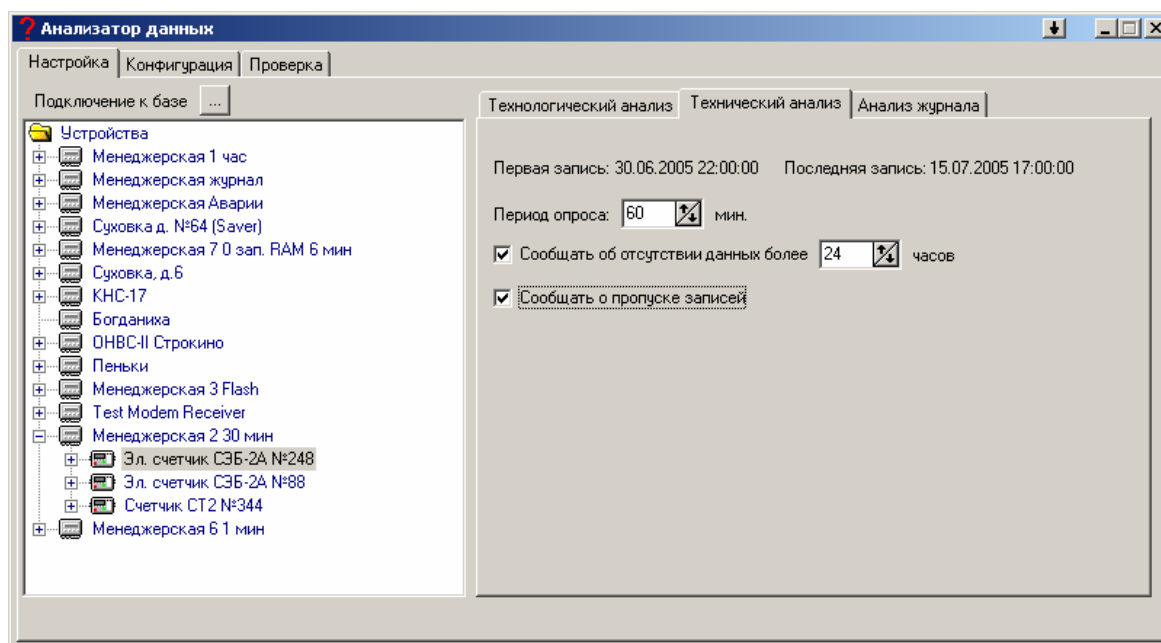 Анализатор данных
Настройка Конфигурация Проверка
Подключение к базе ...
Устройства
Менеджерская 1 час
Менеджерская журнал
Менеджерская Аварии
Суховка д. №64 (Saver)
Менеджерская 7 0 зап. RAM 6 мин
Суховка, д.6
КНС-17
Богданиха
ОНВС-II Строкино
Пеньки
Менеджерская 3 Flash
Test Modem Receiver
Менеджерская 2 30 мин
Эл. счетчик СЭБ-2А №248
Эл. счетчик СЭБ-2А №88
Счетчик СТ2 №344
Менеджерская 6 1 мин
Технологический анализ Технический анализ Анализ журнала
Первая запись: 30.06.2005 22:00:00 Последняя запись: 15.07.2005 17:00:00
Период опроса: 60 мин.
Сообщать об отсутствии данных более 24 часов
Сообщать о пропуске записей